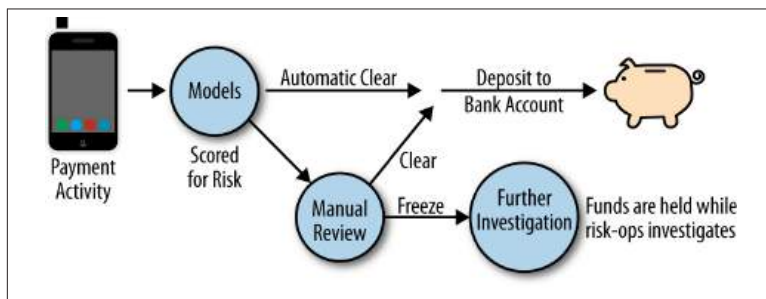 Payment
Activity
Models
Scored
for Risk
Automatic Clear
Deposit to
Bank Account
Clear
Manual
Review
Freeze
Further
Investigation
Funds are held while
risk-ops investigates